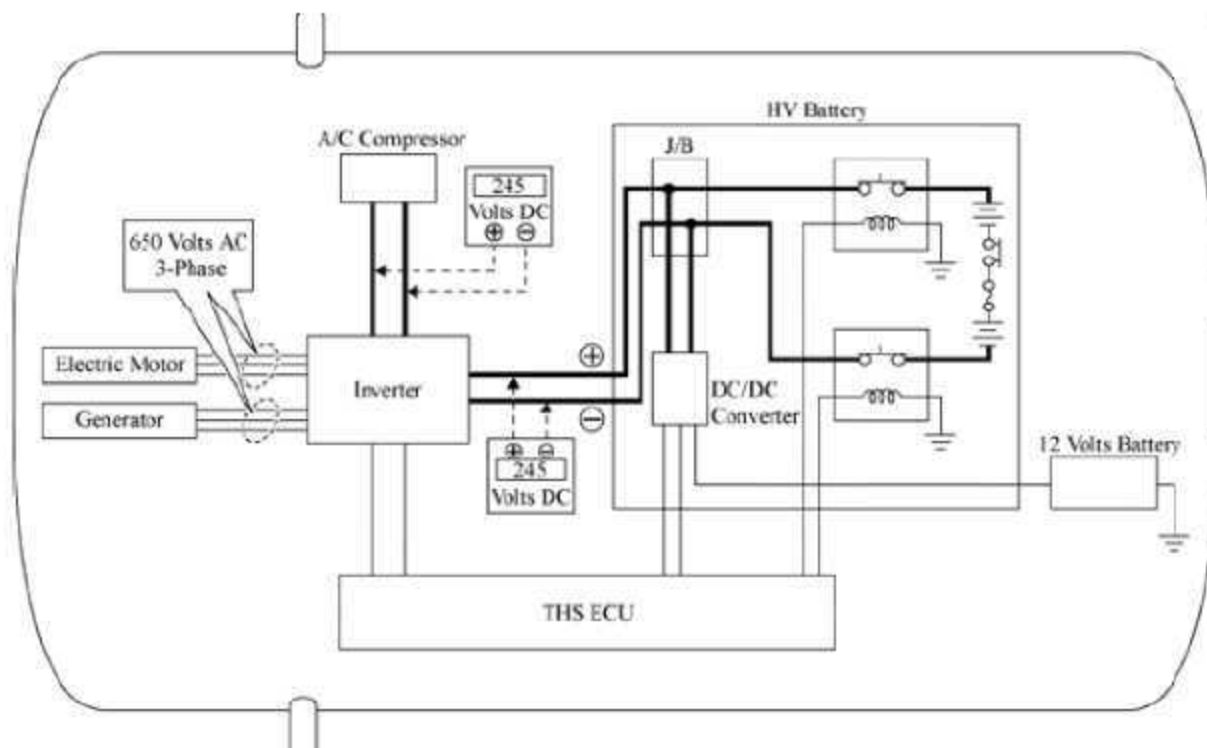 HV Battery
A/C Compressor
J/B
245
Volts DC
⊕ ⊖
650 Volts AC
3-Phase
Electric Motor
Inverter
⊕
DC/DC
Converter
Generator
⊖
12 Volts Battery
⊕ ⊖
245
Volts DC
THS ECU